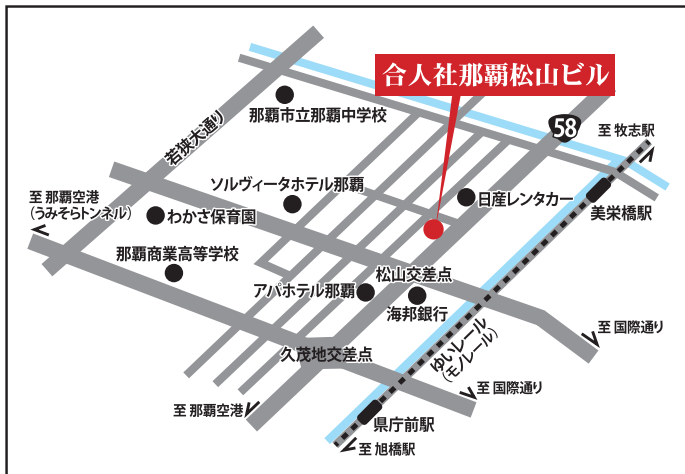 合人社那覇松山ビル
58
至 牧志駅
那覇市立那覇中学校
若狭大通り
ソルヴィータホテル那覇
日産レンタカー
美栄橋駅
至 那覇空港
(うみそらトンネル)
わかさ保育園
那覇商業高等学校
松山交差点
アパホテル那覇
海邦銀行
至 国際通り
ゆいレール
(モノレール)
久茂地交差点
至 国際通り
至 那覇空港
県庁前駅
至 旭橋駅